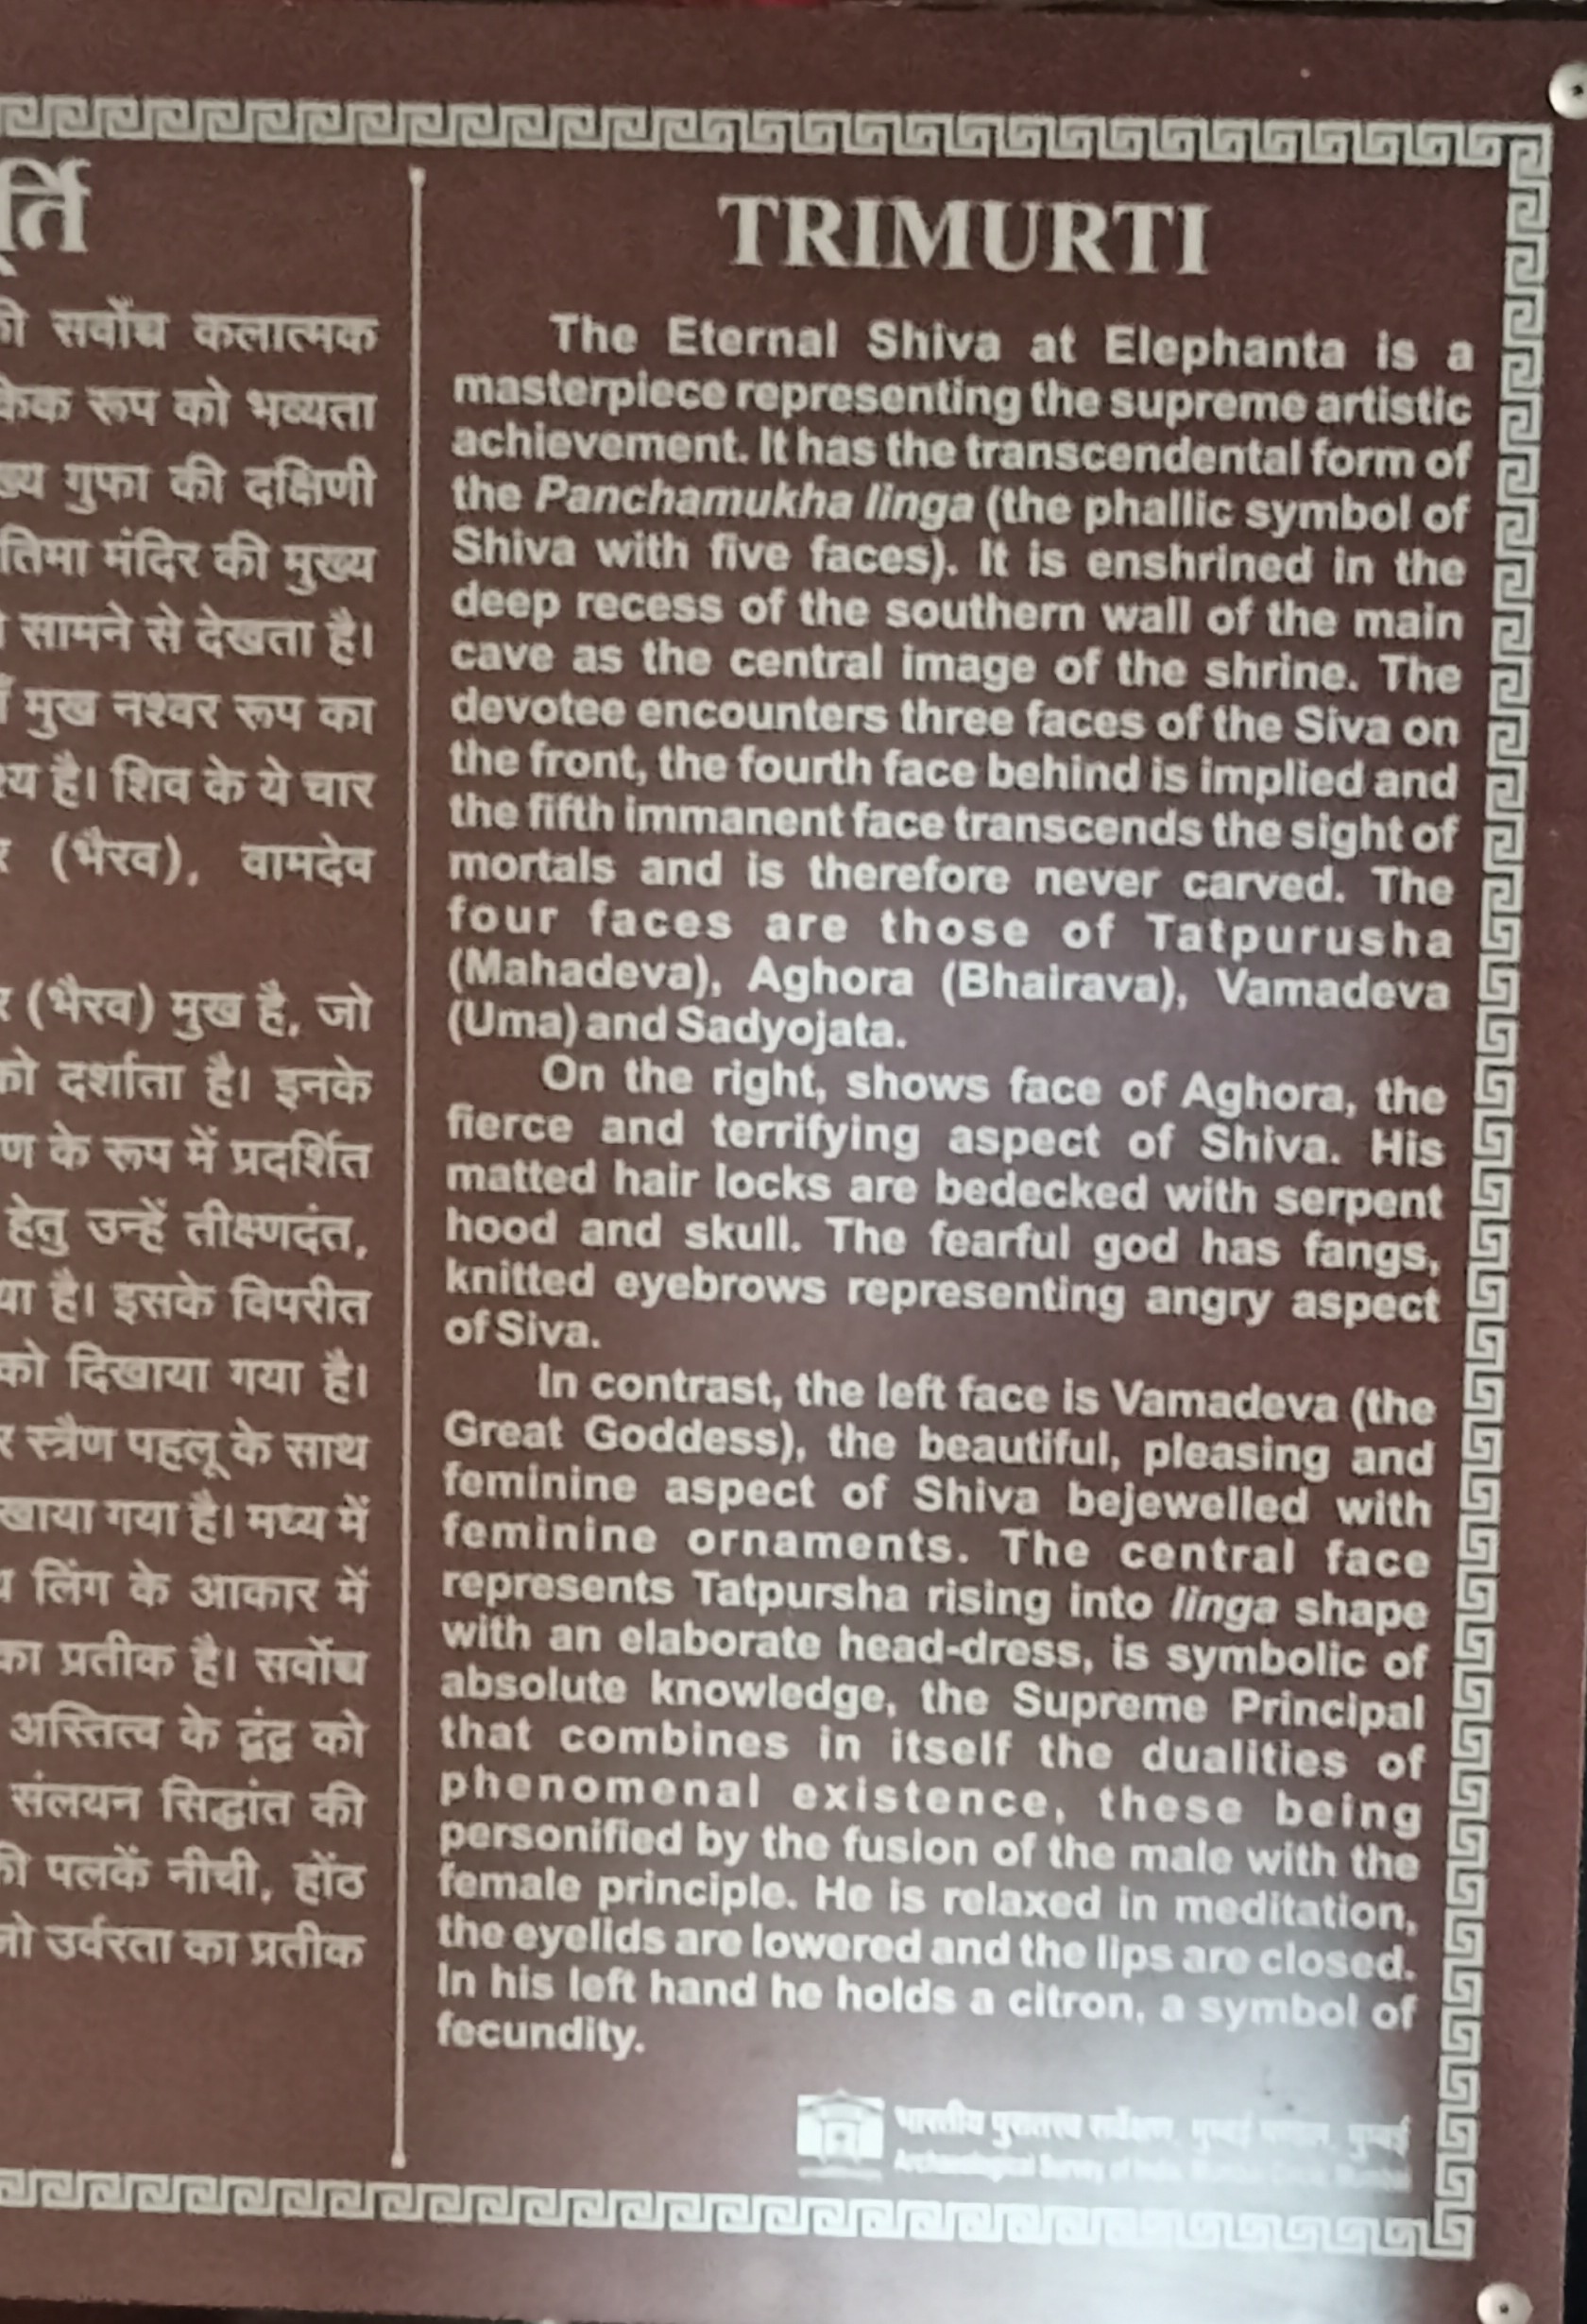 र्ति
की सर्वोच्च कलात्मक
रूप को भव्यता
गुफा की दक्षिणी
मंदिर की मुख्य
सामने से देखता है।
मुख नश्वर रूप का
है। शिव के ये चार
(भैरव), वामदेव
(भैरव) मुख है, जो
को दर्शाता है। इनके
के रूप में प्रदर्शित
हेतु उन्हें तीक्ष्णदंत,
है। इसके विपरीत
को दिखाया गया है।
स्त्रैण पहलू के साथ
गया है। मध्य में
लिंग के आकार में
का प्रतीक है। सर्वोच्च
अस्तित्व के द्वंद्व को
संलयन सिद्धांत की
की पलकें नीची, होंठ
जो उर्वरता का प्रतीक
TRIMURTI
The Eternal Shiva at Elephanta is a
masterpiece representing the supreme artistic
achievement. It has the transcendental form of
the Panchamukha linga (the phallic symbol of
Shiva with five faces). It is enshrined in the
deep recess of the southern wall of the main
cave as the central image of the shrine. The
devotee encounters three faces of the Siva on
the front, the fourth face behind is implied and
the fifth immanent face transcends the sight of
mortals and is therefore never carved. The
four faces are those of Tatpurusha
(Mahadeva), Aghora (Bhairava), Vamadeva
(Uma) and Sadyojata.
On the right, shows face of Aghora, the
fierce and terrifying aspect of Shiva. His
matted hair locks are bedecked with serpent
hood and skull. The fearful god has fangs,
knitted eyebrows representing angry aspect
of Siva.
In contrast, the left face is Vamadeva (the
Great Goddess), the beautiful, pleasing and
feminine aspect of Shiva bejewelled with
feminine ornaments. The central face
represents Tatpursha rising into linga shape
with an elaborate head-dress, is symbolic of
absolute knowledge, the Supreme Principal
that combines in itself the dualities of
phenomenal existence, these being
personified by the fusion of the male with the
female principle. He is relaxed in meditation,
the eyelids are lowered and the lips are closed.
In his left hand he holds a citron, a symbol of
fecundity.
भारतीय पुरातत्त्व सर्वेक्षण, मुम्बई मण्डल, मुम्बई
Archaeological Survey of India, Mumbai Circle, Mumbai